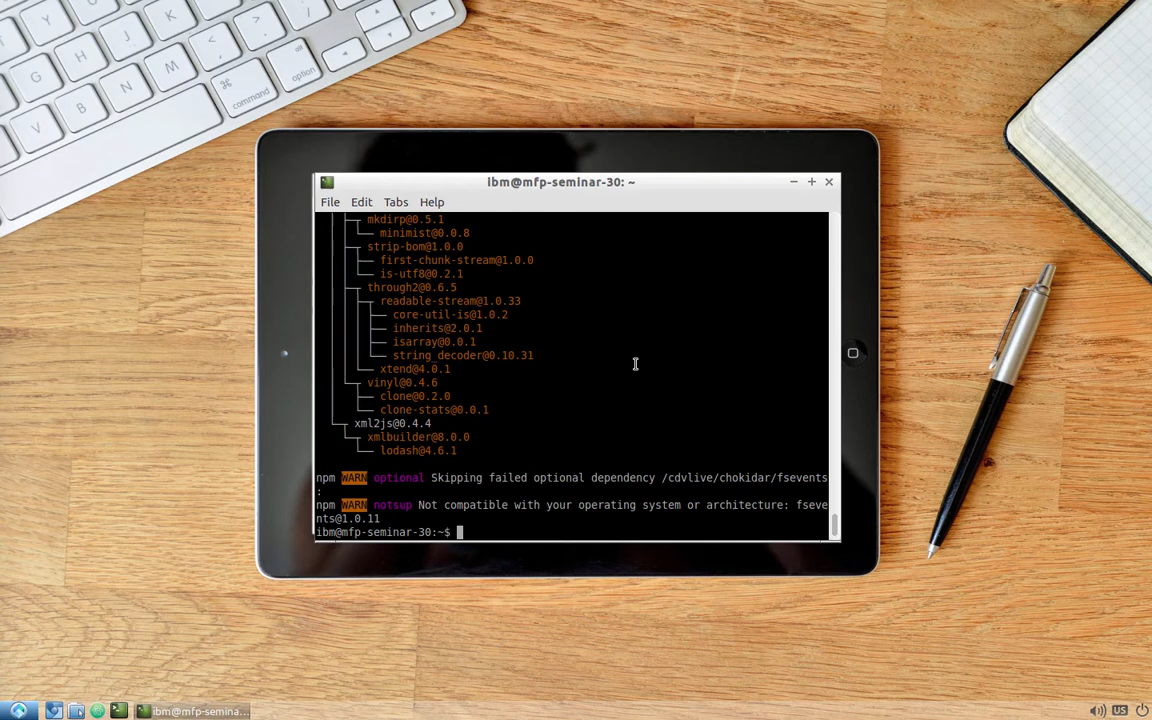 Y
K
<
>
?
/
G
H
J
,
.
alt
option
V
B
N
M
⌘
command
ibm@mfp-seminar-30: ~
File Edit Tabs Help
mkdirp@0.5.1
minimist@0.0.8
strip-bom@1.0.0
first-chunk-stream@1.0.0
is-utf8@0.2.1
through2@0.6.5
readable-stream@1.0.33
core-util-is@1.0.2
inherits@2.0.1
isarray@0.0.1
string_decoder@0.10.31
xtend@4.0.1
vinyl@0.4.6
clone@0.2.0
clone-stats@0.0.1
xml2js@0.4.4
xmlbuilder@8.0.0
lodash@4.6.1
npm WARN optional Skipping failed optional dependency /cdvlive/chokidar/fsevents
:
npm WARN notsup Not compatible with your operating system or architecture: fseve
nts@1.0.11
ibm@mfp-seminar-30:~$
ibm@mfp-semina...
US